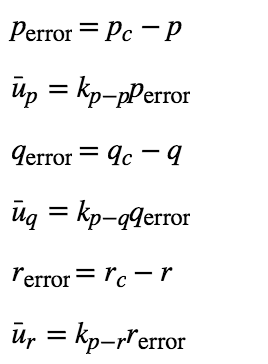 p_error = p_c − p
ū_p = k_{p−p}p_error
q_error = q_c − q
ū_q = k_{p−q}q_error
r_error = r_c − r
ū_r = k_{p−r}r_error